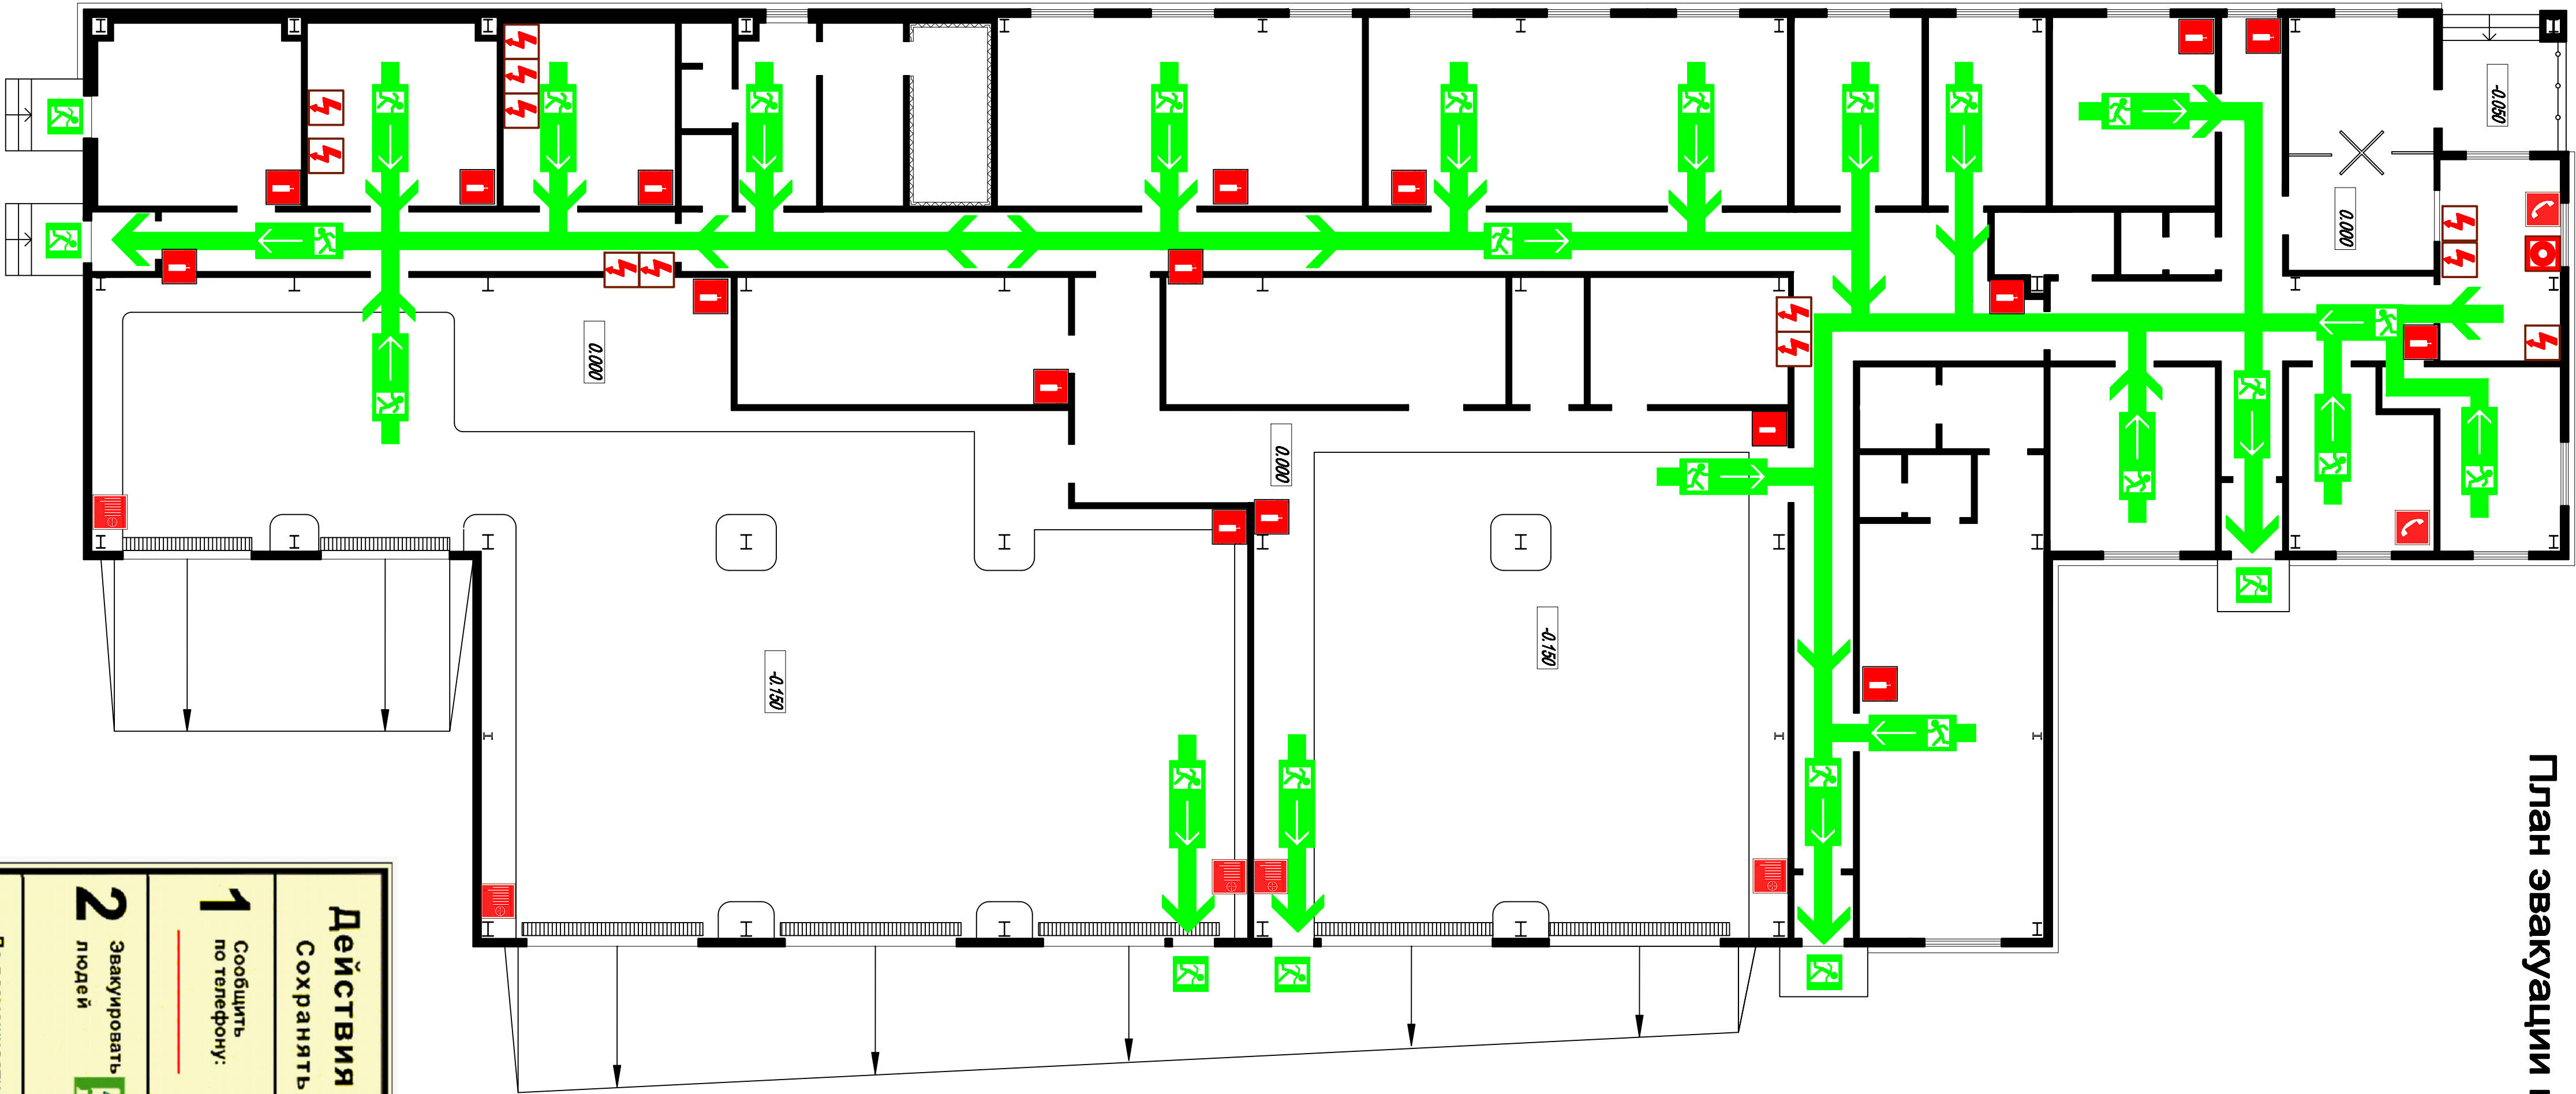 План эвакуации
-0.050
0.000
0.000
0.000
-0.150
-0.150
Действия
Сохранять
1 Сообщить
по телефону:
2 Эвакуировать
людей